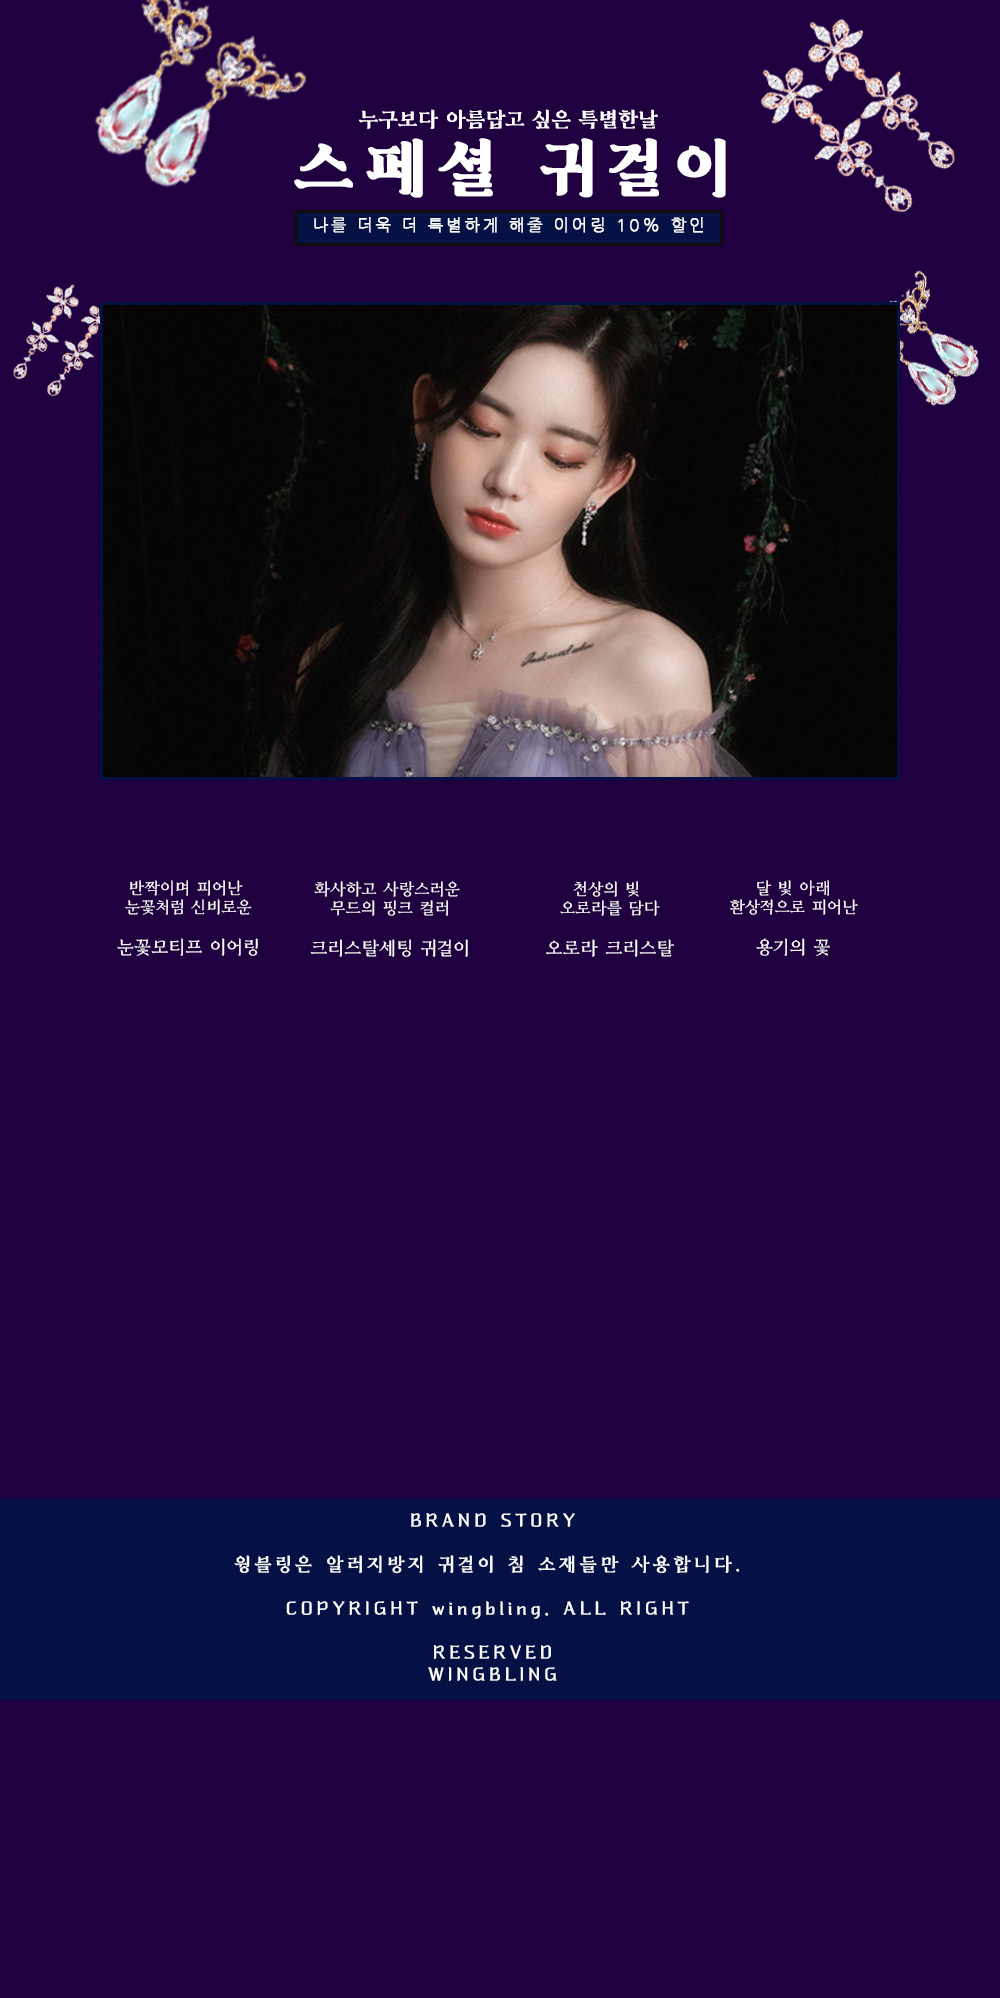 누구보다 아름답고 싶은 특별한날
스페셜 귀걸이
나를 더욱 더 특별하게 해줄 이어링 10% 할인
반짝이며 피어난
눈꽃처럼 신비로운
눈꽃모티프 이어링
화사하고 사랑스러운
무드의 핑크 컬러
크리스탈세팅 귀걸이
천상의 빛
오로라를 담다
오로라 크리스탈
달 빛 아래
환상적으로 피어난
용기의 꽃
BRAND STORY
윙블링은 알러지방지 귀걸이 침 소재들만 사용합니다.
COPYRIGHT wingbling. ALL RIGHT
RESERVED
WINGBLING